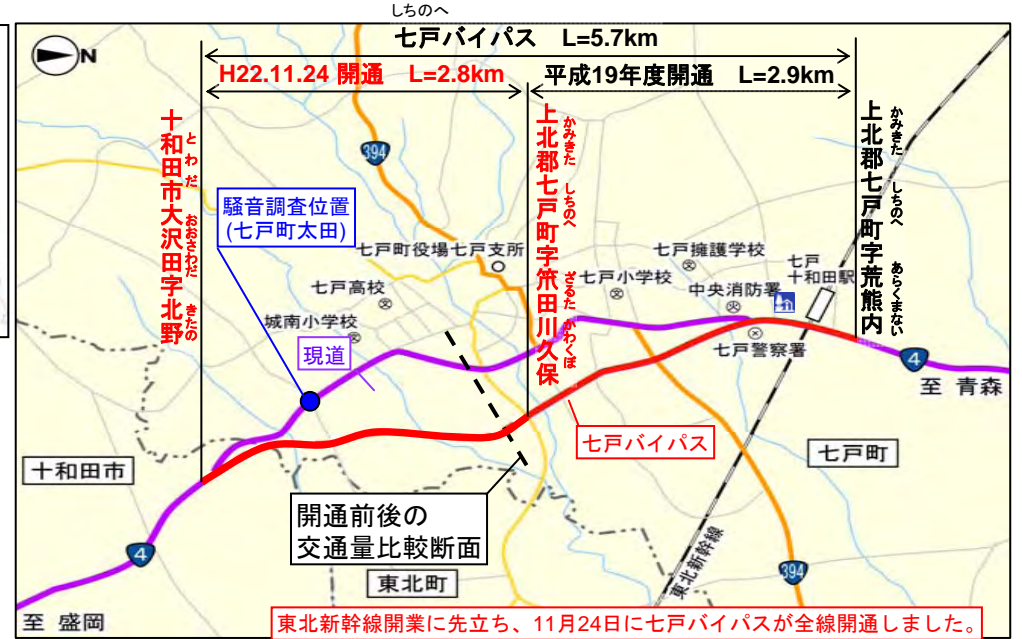 しちのへ
七戸バイパス L=5.7km
N
H22.11.24 開通 L=2.8km
平成19年度開通 L=2.9km
十和田市大沢田字北野
とわだ おおさわだ きたの
上北郡七戸町字笊田川久保
かみきた しちのへ ざるた かわくぼ
上北郡七戸町字荒熊内
かみきた しちのへ あらくまない
394
騒音調査位置
(七戸町太田)
七戸町役場七戸支所
七戸高校
城南小学校
現道
七戸小学校
七戸擁護学校
中央消防署
七戸
十和田駅
七戸警察署
4
至 青森
七戸バイパス
七戸町
十和田市
開通前後の
交通量比較断面
4
東北町
東北新幹線
394
至 盛岡
東北新幹線開業に先立ち、11月24日に七戸バイパスが全線開通しました。